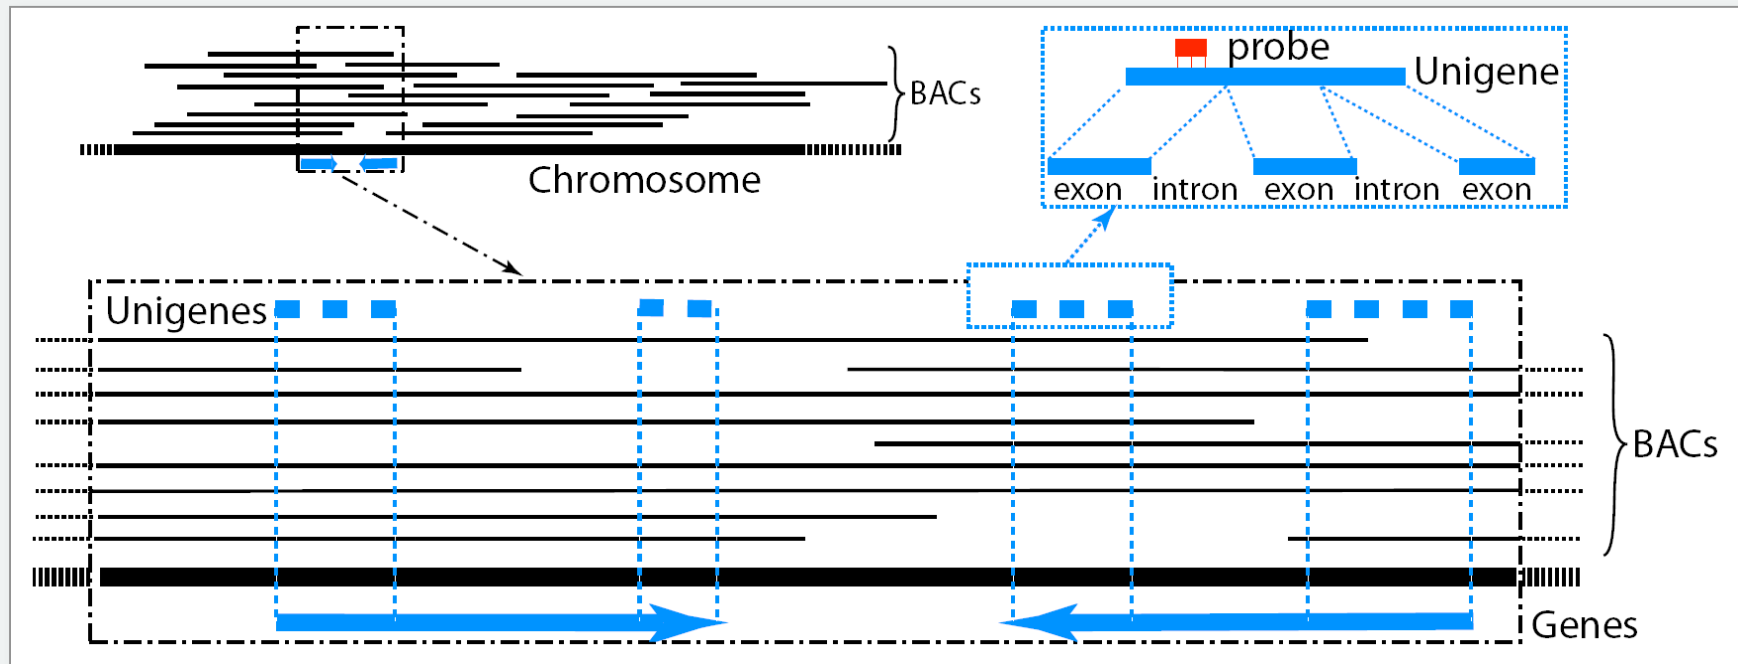 BACs
Chromosome
probe
Unigene
exon intron exon intron exon
Unigenes
BACs
Genes